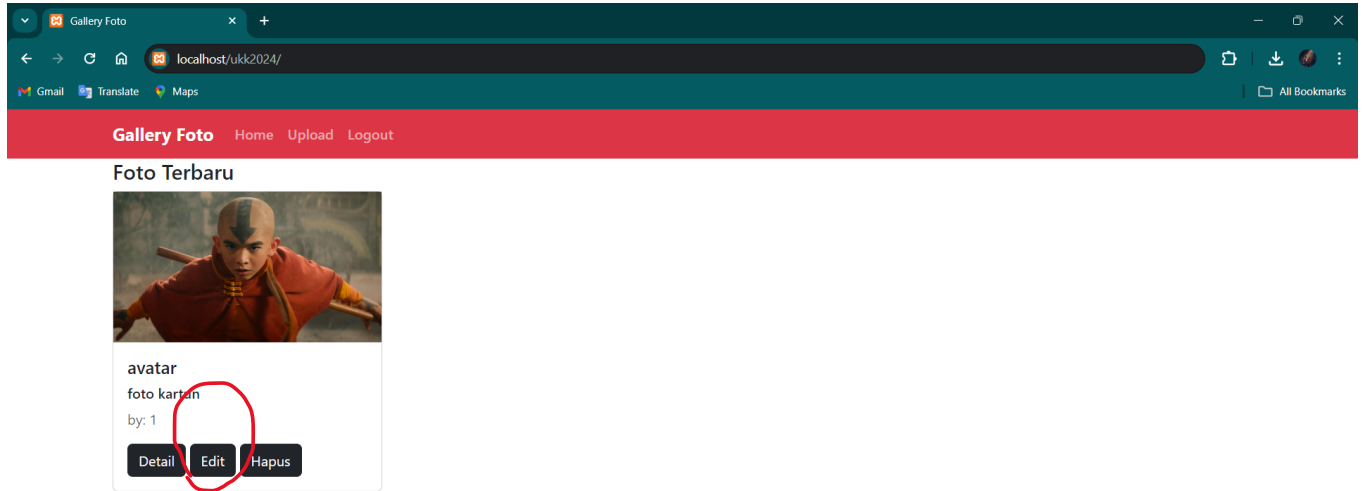 Gallery Foto
localhost/ukk2024/
Gmail Translate Maps All Bookmarks
Gallery Foto Home Upload Logout
Foto Terbaru
avatar
foto kartun
by: 1
Detail Edit Hapus